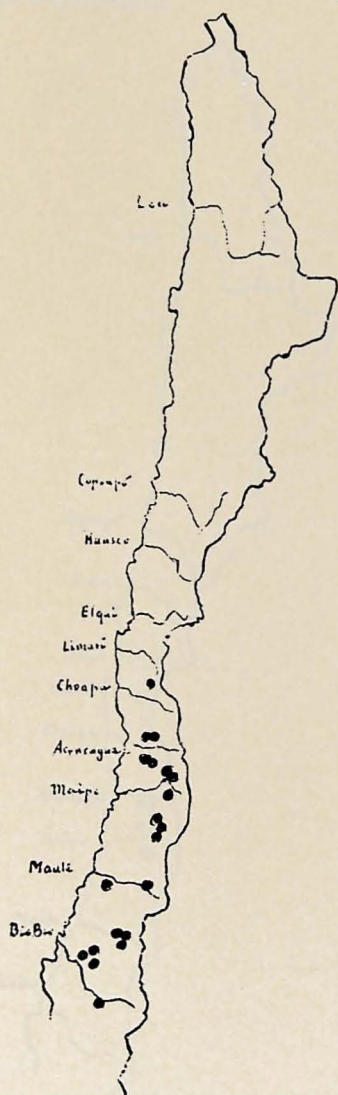 Loa
Copiapó
Huasco
Elqui
Limarí
Choapa
Aconcagua
Maipo
Maule
BioBio